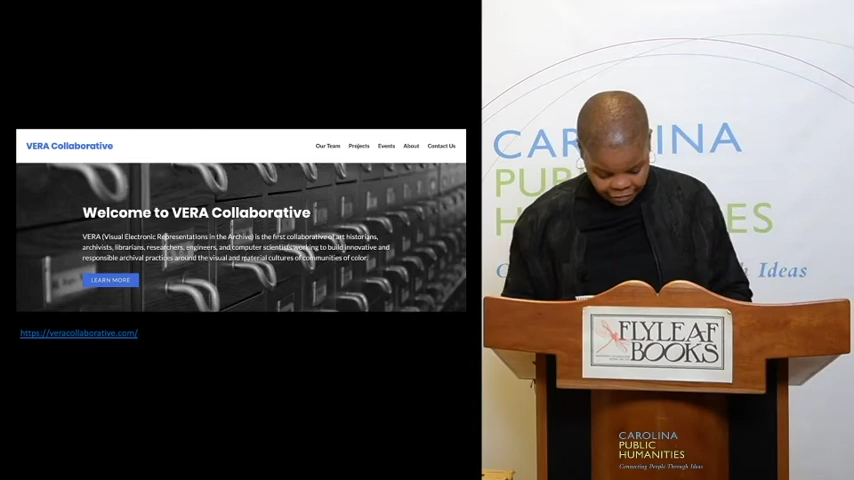 VERA Collaborative
Our Team Projects Events About Contact Us
Welcome to VERA Collaborative
VERA (Visual Electronic Representations in the Archive) is the first collaborative of art historians,
archivists, librarians, researchers, engineers, and computer scientists working to build innovative and
responsible archival practices around the visual and material cultures of communities of color.
LEARN MORE
https://veracollaborative.com/
CAROLINA
PUB
H ES
C h Ideas
FLYLEAF
BOOKS
CAROLINA
PUBLIC
HUMANITIES
Connecting People Through Ideas